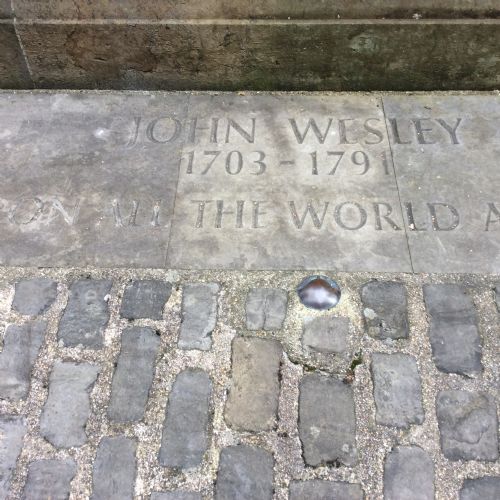 JOHN WESLEY
1703 - 1791
ON ALL THE WORLD A